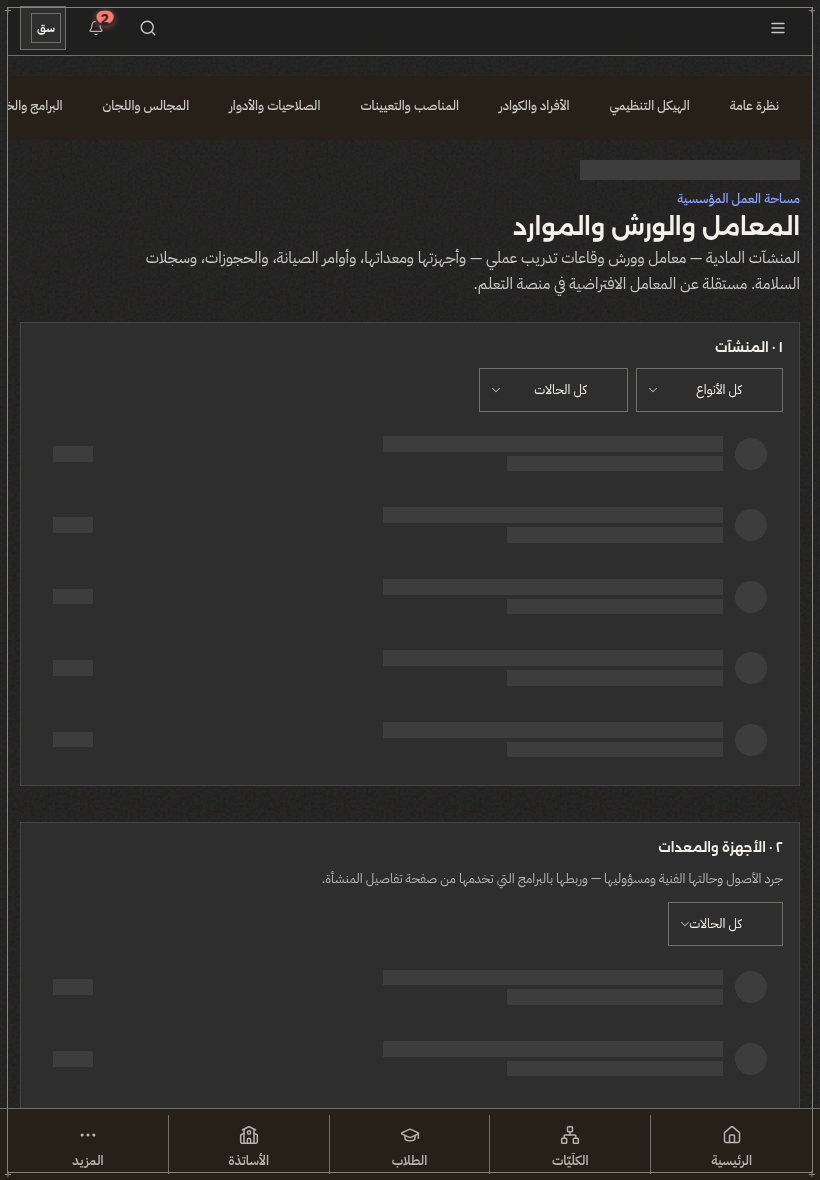 سق
2
نظرة عامة
الهيكل التنظيمي
الأفراد والكوادر
المناصب والتعيينات
الصلاحيات والأدوار
المجالس واللجان
البرامج
مساحة العمل المؤسسية
المعامل والورش والموارد
المنشآت المادية — معامل وورش وقاعات تدريب عملي — وأجهزتها ومعداتها، وأوامر الصيانة، والحجوزات، وسجلات
السلامة. مستقلة عن المعامل الافتراضية في منصة التعلم.
٠١ المنشآت
كل الأنواع
كل الحالات
٠٢ الأجهزة والمعدات
جرد الأصول وحالتها الفنية ومسؤوليها — وربطها بالبرامج التي تخدمها من صفحة تفاصيل المنشأة.
كل الحالات
الرئيسية
الكليّات
الطلاب
الأساتذة
المزيد